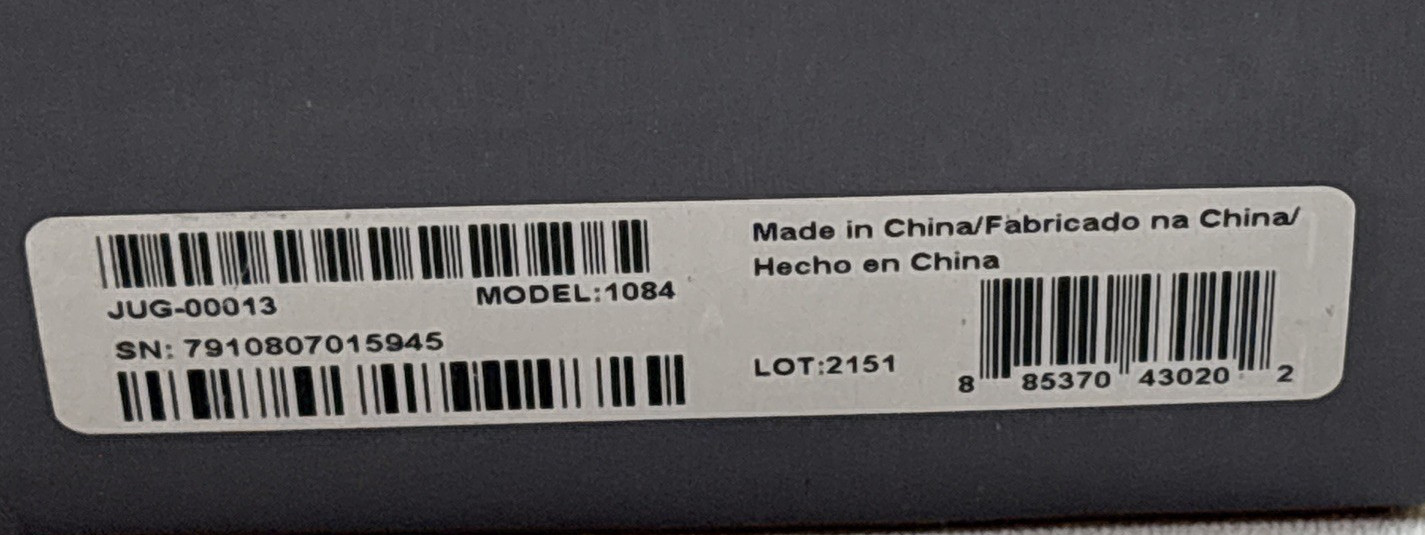 JUG-00013
MODEL:1084
SN: 7910807015945
Made in China/Fabricado na China/
Hecho en China
LOT:2151
8 85370 43020 2